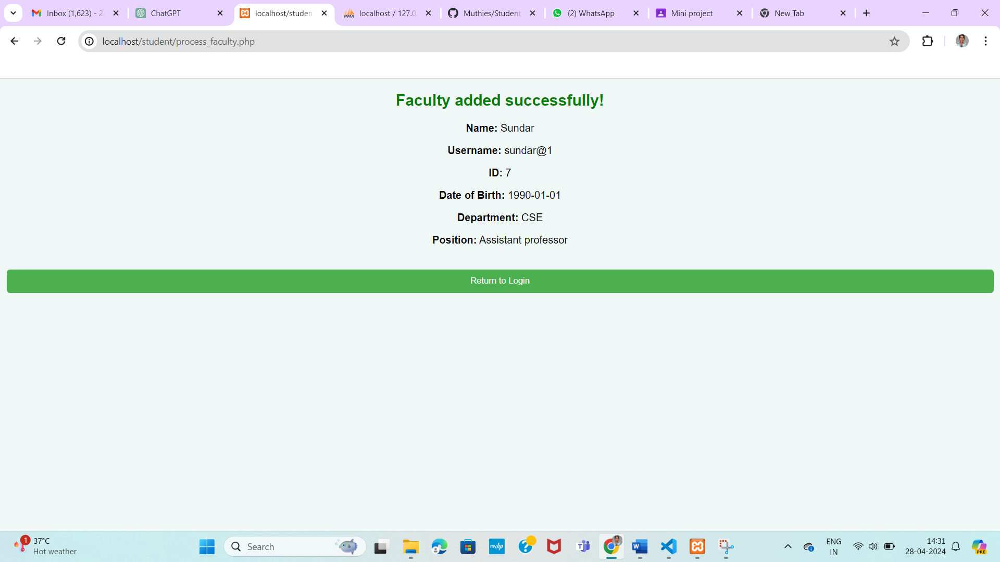 Inbox (1,623) - 2
ChatGPT
localhost/studen
localhost / 127.0.
Muthies/Student
(2) WhatsApp
Mini project
New Tab
localhost/student/process_faculty.php
Faculty added successfully!
Name: Sundar
Username: sundar@1
ID: 7
Date of Birth: 1990-01-01
Department: CSE
Position: Assistant professor
Return to Login
1
37°C
Hot weather
Search
ENG
IN
14:31
28-04-2024
PRE